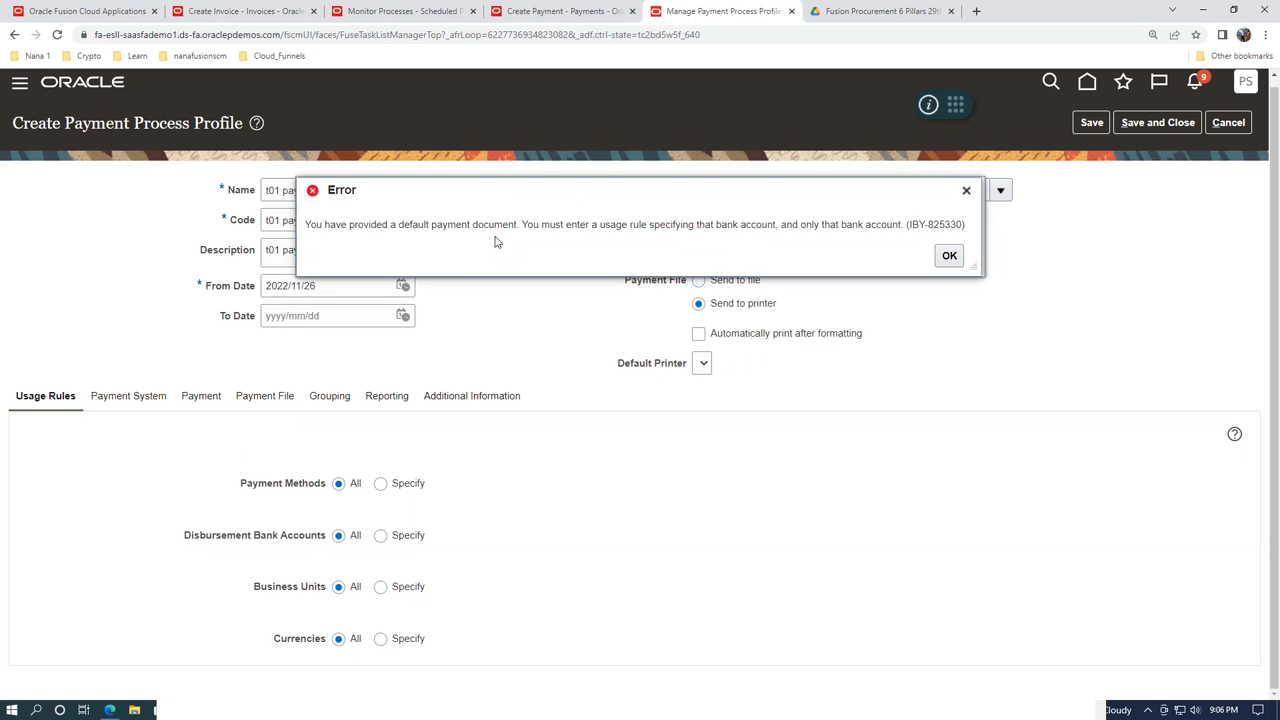 Oracle Fusion Cloud Applications
Create Invoice - Invoices - Oracle
Monitor Processes - Scheduled P
Create Payment - Payments - Or
Manage Payment Process Profile
Fusion Procurement 6 Pillars 29th
fa-esll-saasfademo1.ds-fa.oraclepdemos.com/fscmUI/faces/FuseTaskListManagerTop?_afrLoop=62277369348230828&_adf.ctrl-state=tc2bd5w5f_640
Nana 1
Crypto
Learn
nanafusionscm
Cloud_Funnels
Other bookmarks
ORACLE
9
PS
Create Payment Process Profile
Save
Save and Close
Cancel
* Name
t01 pay
Error
You have provided a default payment document. You must enter a usage rule specifying that bank account, and only that bank account. (IBY-825330)
OK
* Code
t01 pay
Description
t01 pay
* From Date
2022/11/26
To Date
yyyy/mm/dd
Payment File
Send to file
Send to printer
Automatically print after formatting
Default Printer
Usage Rules
Payment System
Payment
Payment File
Grouping
Reporting
Additional Information
Payment Methods
All
Specify
Disbursement Bank Accounts
All
Specify
Business Units
All
Specify
Currencies
All
Specify
Cloudy
9:06 PM